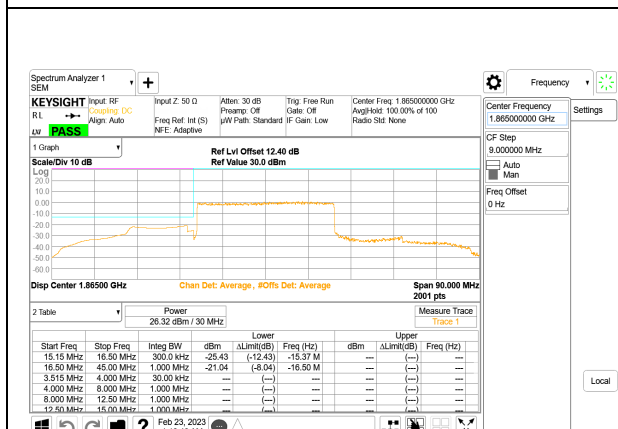 Spectrum Analyzer 1
SEM
Frequency
KEYSIGHT Input: RF Input Z: 50 Ω Atten: 30 dB Trig: Free Run Center Freq: 1.865000000 GHz
RL Coupling: DC Preamp: Off Gate: Off Avg|Hold: 100.00% of 100
Align: Auto Freq Ref: Int (S) µW Path: Standard IF Gain: Low Radio Std: None
LNI PASS NFE: Adaptive
Center Frequency
1.865000000 GHz
Settings
CF Step
9.000000 MHz
Auto
Man
Freq Offset
0 Hz
1 Graph
Ref Lvl Offset 12.40 dB
Scale/Div 10 dB Ref Value 30.0 dBm
Log
20.0
10.0
0.00
-10.0
-20.0
-30.0
-40.0
-50.0
-60.0
Disp Center 1.86500 GHz Chan Det: Average , #Offs Det: Average Span 90.000 MHz
2001 pts
2 Table
Power
26.32 dBm / 30 MHz
Measure Trace
Trace 1
Lower Upper
Start Freq Stop Freq Integ BW dBm ΔLimit(dB) Freq (Hz) dBm ΔLimit(dB) Freq (Hz)
15.15 MHz 16.50 MHz 300.0 kHz -25.43 (-12.43) -15.37 M --- (---) ---
16.50 MHz 45.00 MHz 1.000 MHz -21.04 (-8.04) -16.50 M --- (---) ---
3.515 MHz 4.000 MHz 30.00 kHz --- (---) --- --- (---) ---
4.000 MHz 8.000 MHz 1.000 MHz --- (---) --- --- (---) ---
8.000 MHz 12.50 MHz 1.000 MHz --- (---) --- --- (---) ---
12.50 MHz 15.00 MHz 1.000 MHz --- (---) --- --- (---) ---
Local
Feb 23, 2023